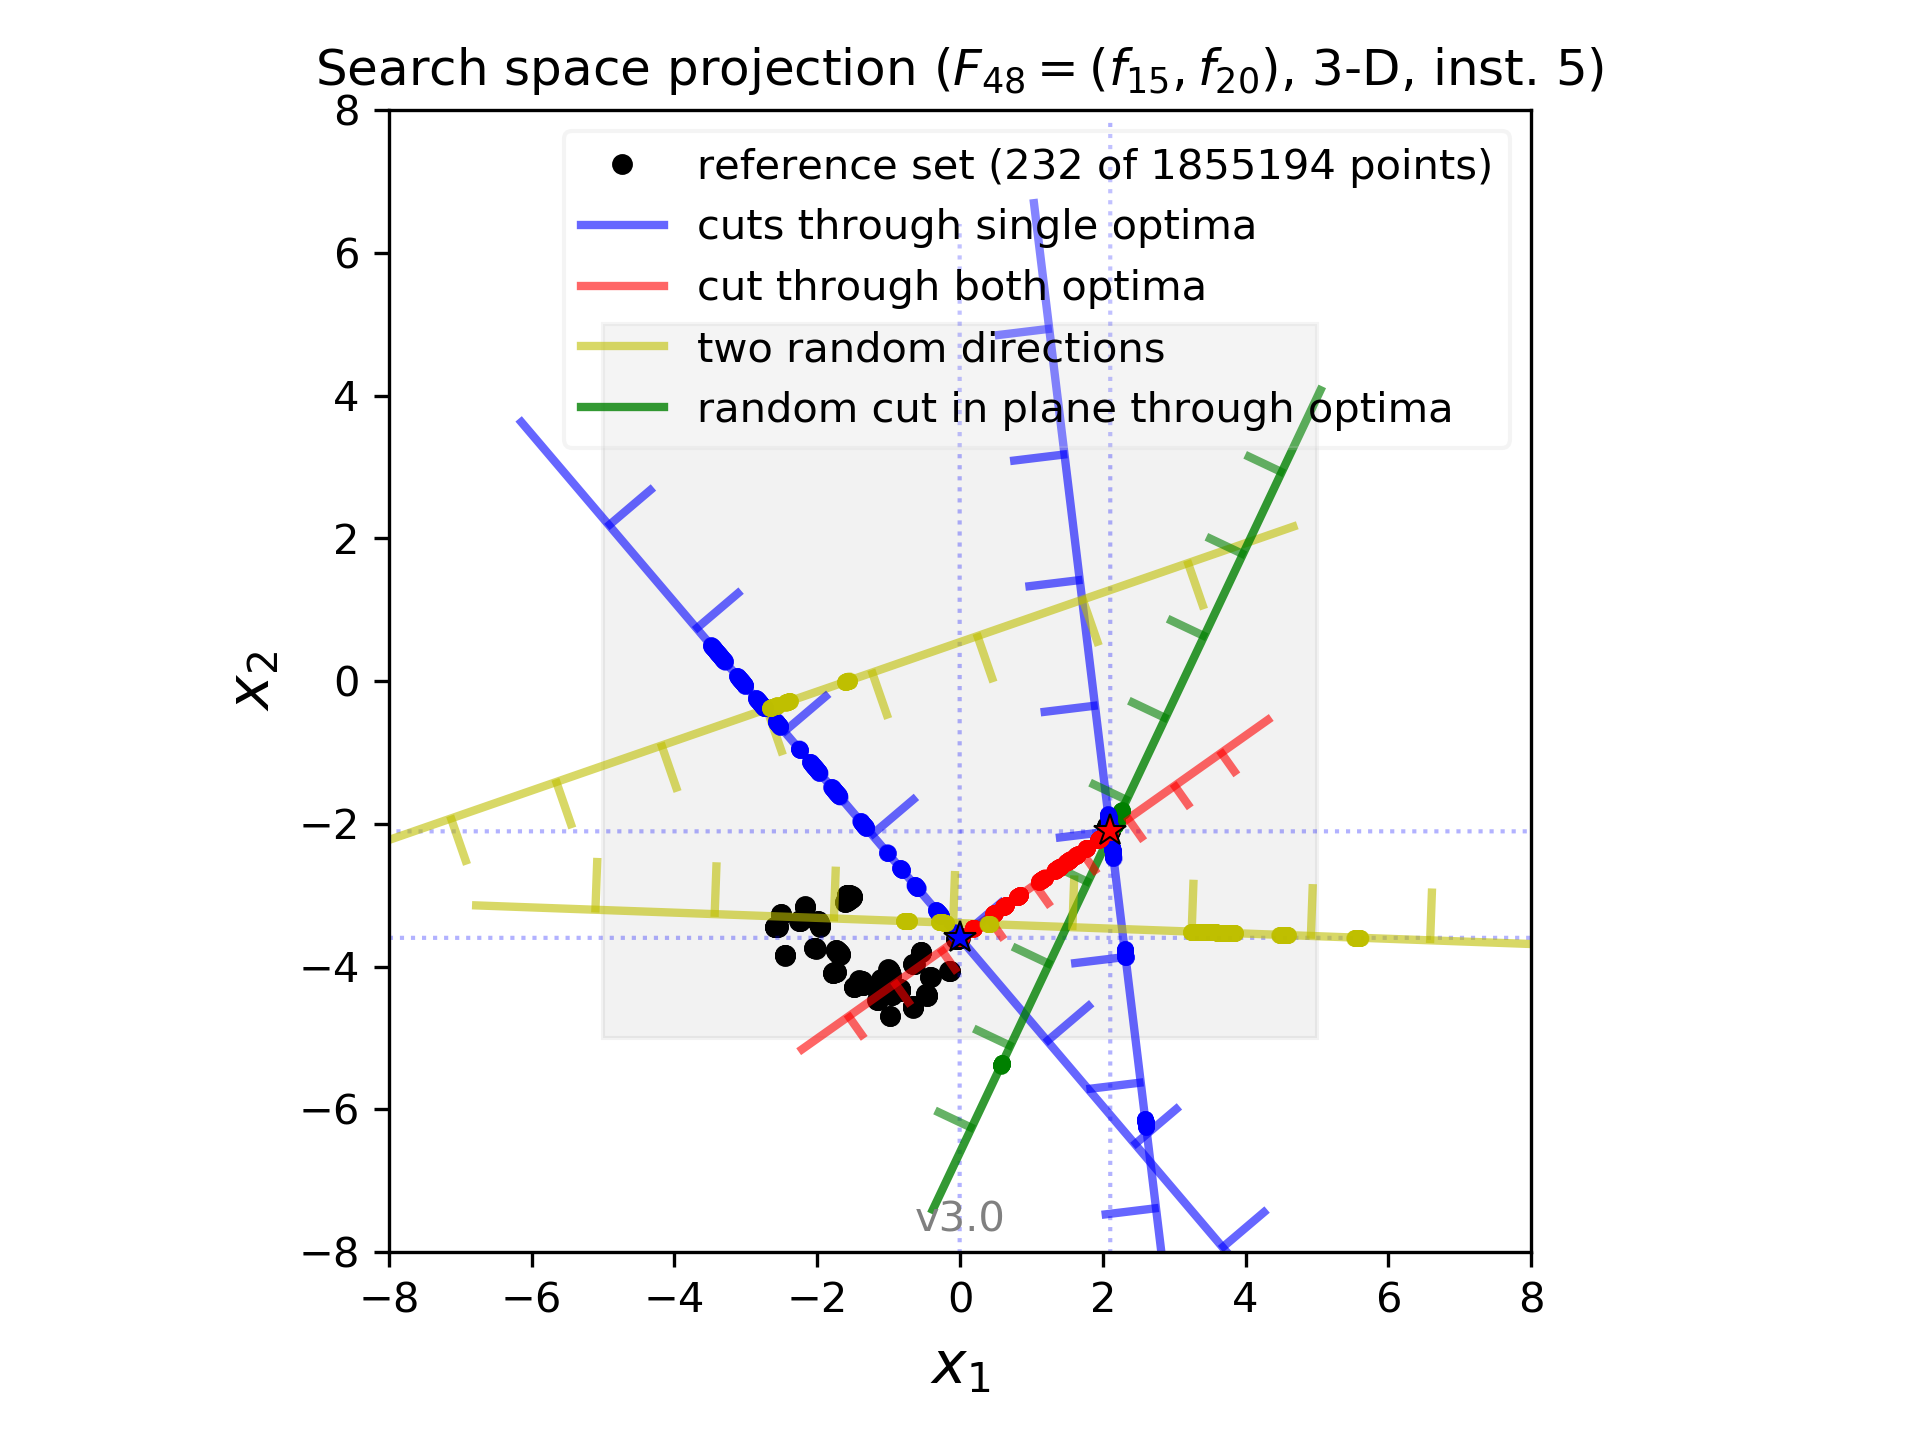 Search space projection (F₄₈ = (f₁₅, f₂₀), 3-D, inst. 5)
reference set (232 of 1855194 points)
cuts through single optima
cut through both optima
two random directions
random cut in plane through optima
8
6
4
2
0
−2
−4
−6
−8
x₂
v3.0
−8 −6 −4 −2 0 2 4 6 8
x₁